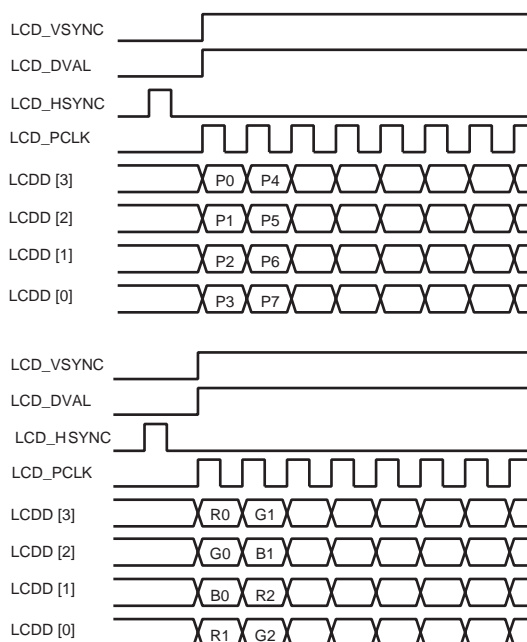 LCD_VSYNC
LCD_DVAL
LCD_HSYNC
LCD_PCLK
LCDD [3] P0 P4
LCDD [2] P1 P5
LCDD [1] P2 P6
LCDD [0] P3 P7
LCD_VSYNC
LCD_DVAL
LCD_HSYNC
LCD_PCLK
LCDD [3] R0 G1
LCDD [2] G0 B1
LCDD [1] B0 R2
LCDD [0] R1 G2